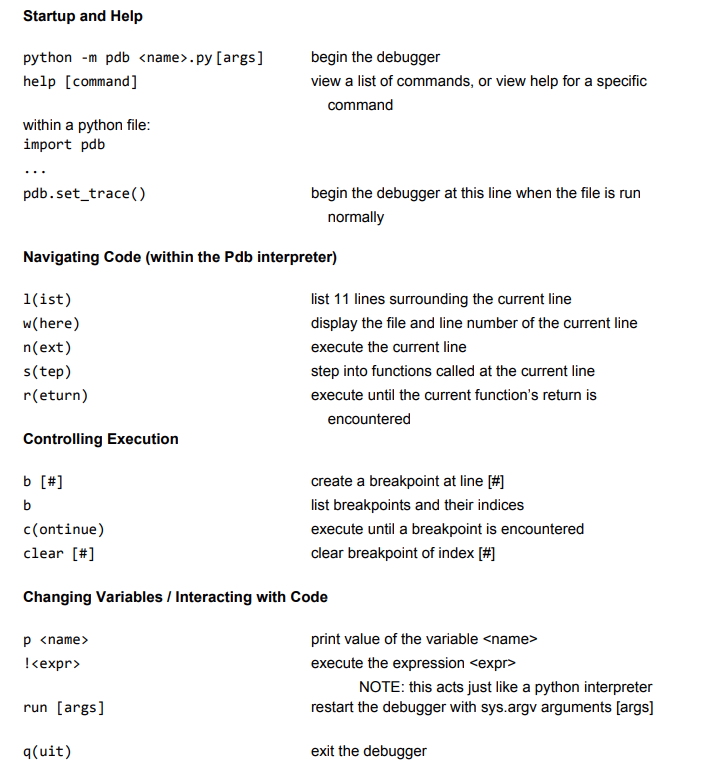 Startup and Help
python -m pdb <name>.py [args] begin the debugger
help [command] view a list of commands, or view help for a specific
command
within a python file:
import pdb
...
pdb.set_trace() begin the debugger at this line when the file is run
normally
Navigating Code (within the Pdb interpreter)
l(ist) list 11 lines surrounding the current line
w(here) display the file and line number of the current line
n(ext) execute the current line
s(tep) step into functions called at the current line
r(eturn) execute until the current function’s return is
encountered
Controlling Execution
b [#] create a breakpoint at line [#]
b list breakpoints and their indices
c(ontinue) execute until a breakpoint is encountered
clear [#] clear breakpoint of index [#]
Changing Variables / Interacting with Code
p <name> print value of the variable <name>
!<expr> execute the expression <expr>
NOTE: this acts just like a python interpreter
run [args] restart the debugger with sys.argv arguments [args]
q(uit) exit the debugger